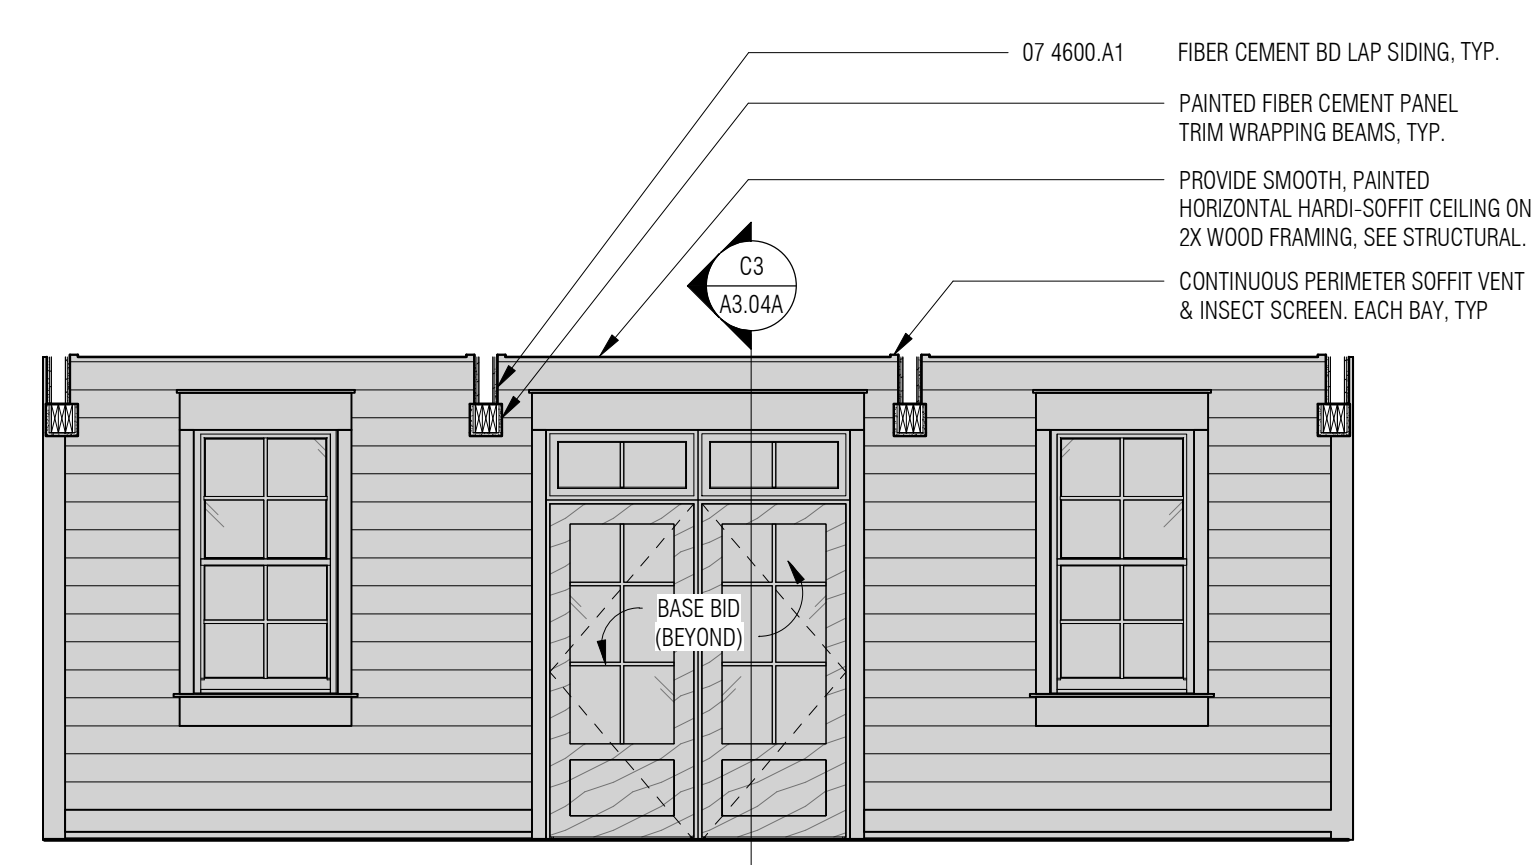 07 4600.A1 FIBER CEMENT BD LAP SIDING, TYP.
PAINTED FIBER CEMENT PANEL
TRIM WRAPPING BEAMS, TYP.
PROVIDE SMOOTH, PAINTED
HORIZONTAL HARDI-SOFFIT CEILING ON
2X WOOD FRAMING, SEE STRUCTURAL.
CONTINUOUS PERIMETER SOFFIT VENT
& INSECT SCREEN. EACH BAY, TYP
C3
A3.04A
BASE BID
(BEYOND)